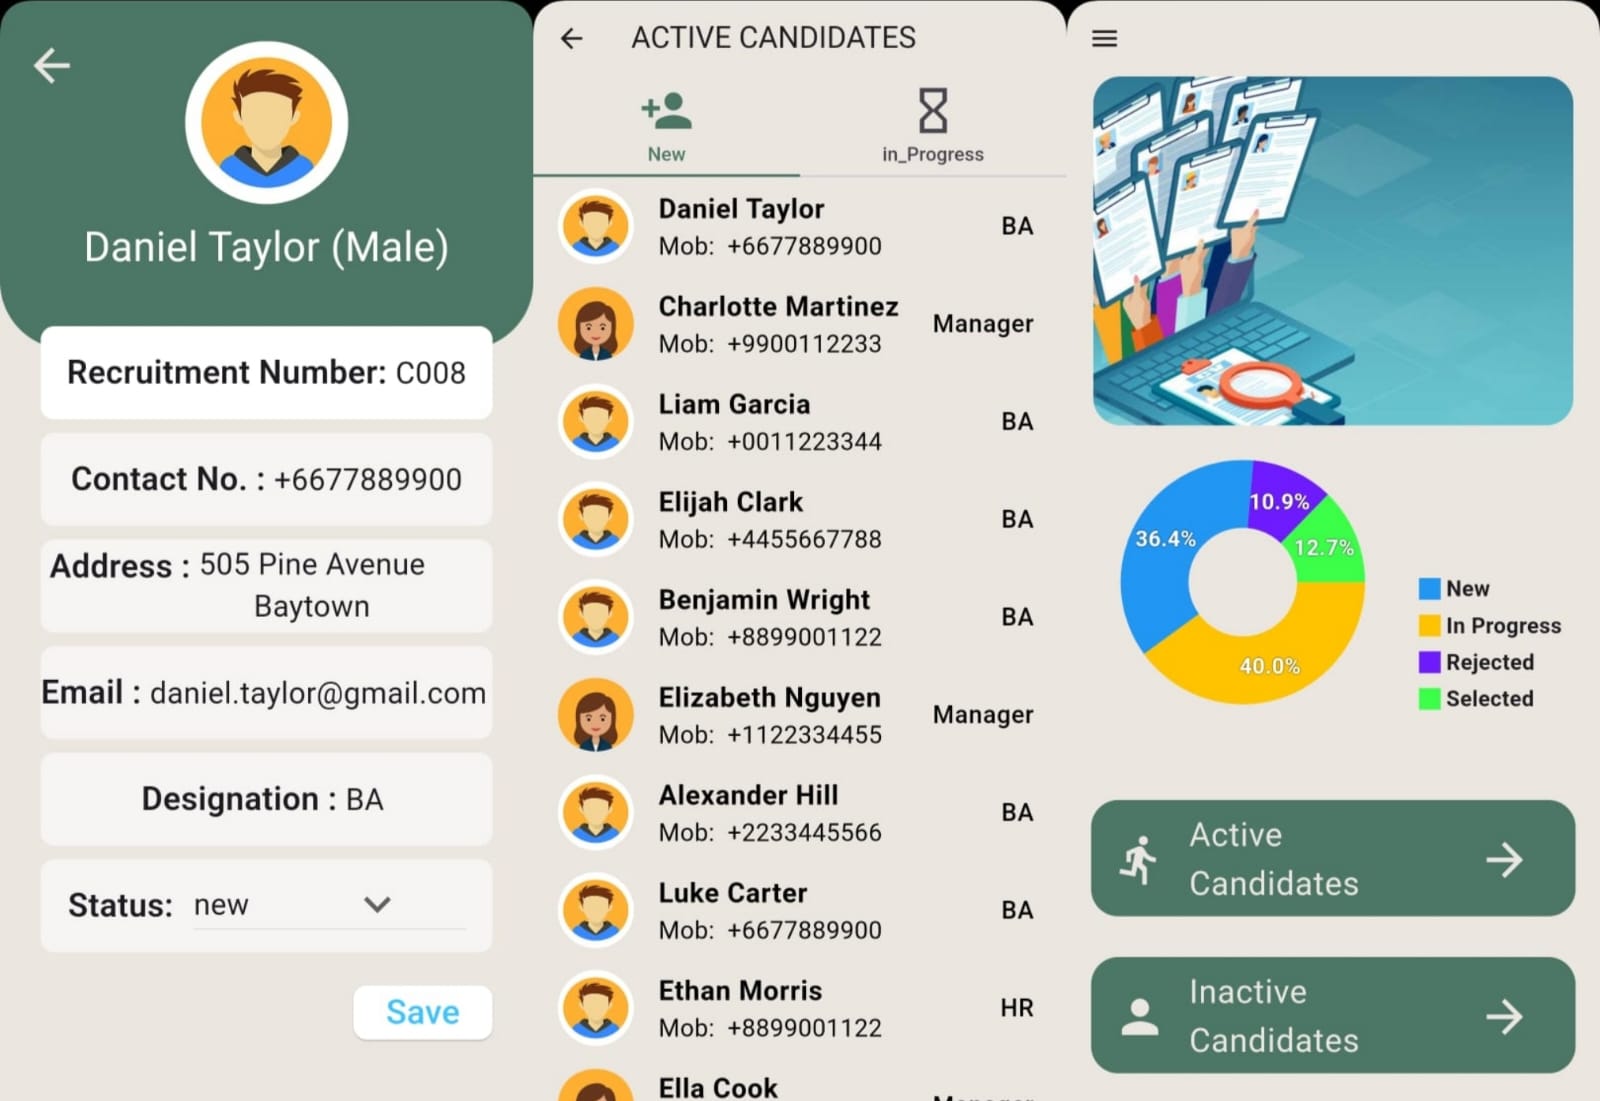 Daniel Taylor (Male)
Recruitment Number: C008
Contact No. : +6677889900
Address : 505 Pine Avenue
Baytown
Email : daniel.taylor@gmail.com
Designation : BA
Status: new
Save
ACTIVE CANDIDATES
New
in_Progress
Daniel Taylor
Mob: +6677889900
BA
Charlotte Martinez
Mob: +9900112233
Manager
Liam Garcia
Mob: +0011223344
BA
Elijah Clark
Mob: +4455667788
BA
Benjamin Wright
Mob: +8899001122
BA
Elizabeth Nguyen
Mob: +1122334455
Manager
Alexander Hill
Mob: +2233445566
BA
Luke Carter
Mob: +6677889900
BA
Ethan Morris
Mob: +8899001122
HR
Ella Cook
10.9%
36.4%
12.7%
40.0%
New
In Progress
Rejected
Selected
Active
Candidates
Inactive
Candidates